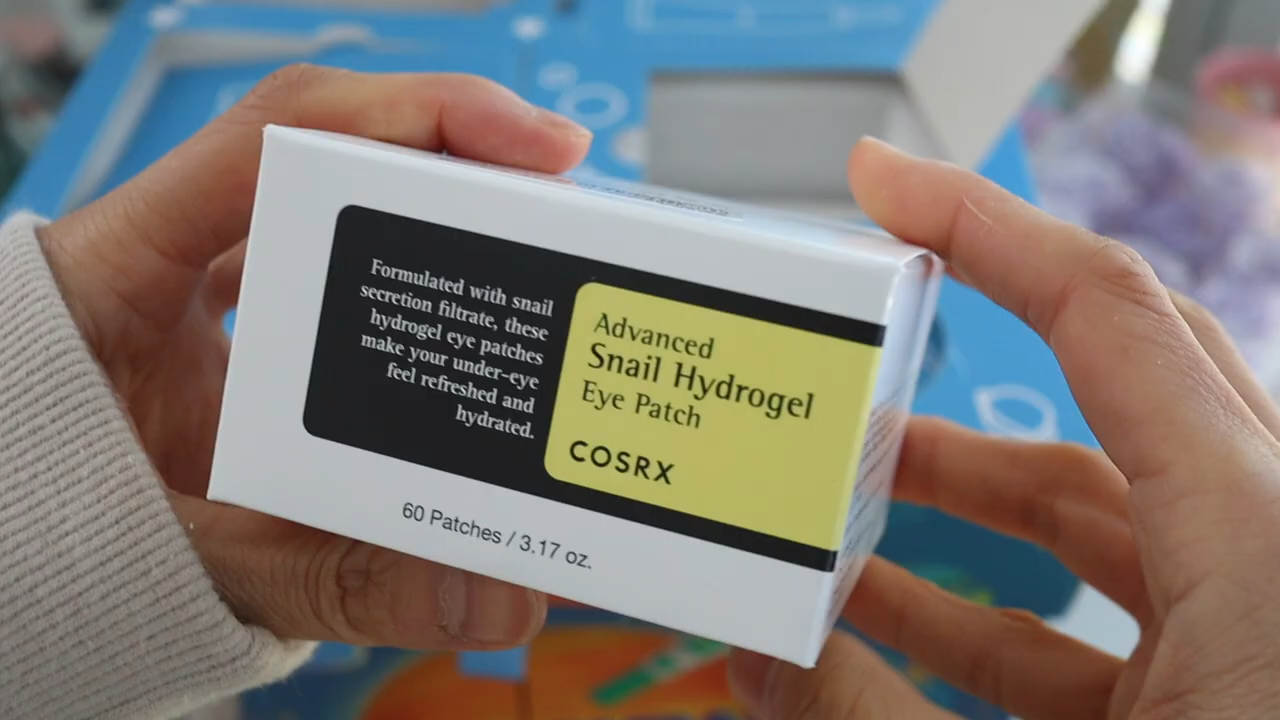 Formulated with snail
secretion filtrate, these
hydrogel eye patches
make your under-eye
feel refreshed and
hydrated.
Advanced
Snail Hydrogel
Eye Patch
COSRX
60 Patches / 3.17 oz.